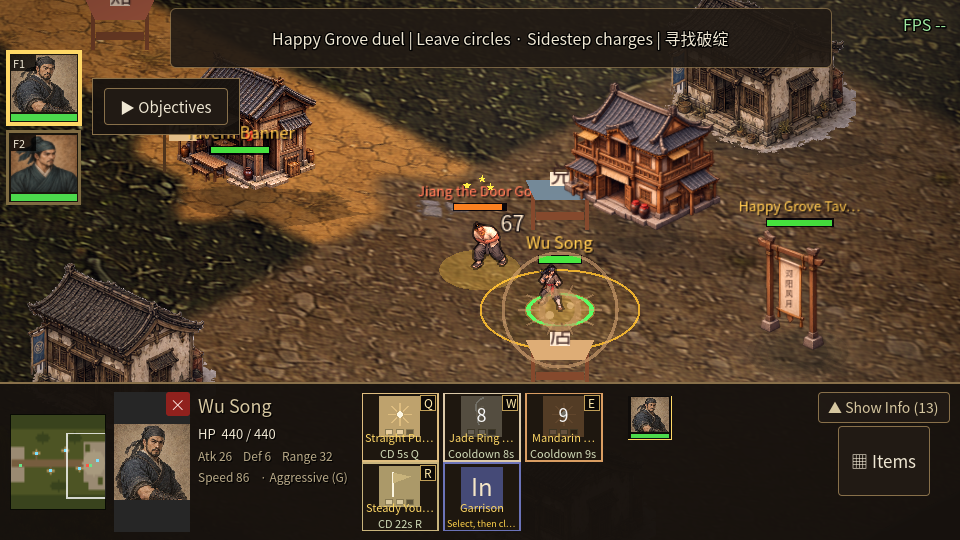 Happy Grove duel | Leave circles · Sidestep charges | 寻找破绽
FPS --
F1
▶ Objectives
F2
Tavern Banner
Jiang the Door Go
67
Wu Song
Happy Grove Tav…
店
Wu Song
HP 440 / 440
Atk 26 Def 6 Range 32
Speed 86 · Aggressive (G)
Q
Straight Pu…
CD 5s Q
8
W
Jade Ring …
Cooldown 8s
9
E
Mandarin …
Cooldown 9s
R
Steady You…
CD 22s R
In
Garrison
Select, then cl…
▲ Show Info (13)
Items